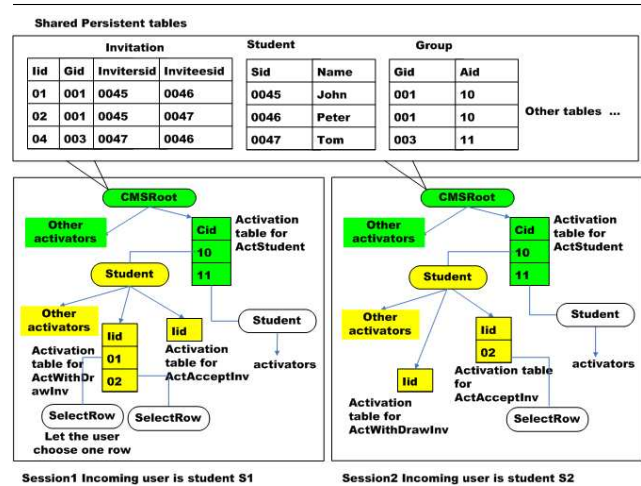 Shared Persistent tables
Invitation
Iid Gid Invitersid Inviteesid
01 001 0045 0046
02 001 0045 0047
04 003 0047 0046
Student
Sid Name
0045 John
0046 Peter
0047 Tom
Group
Gid Aid
001 10
001 10
003 11
Other tables ...
CMSRoot
Other
activators
Cid
10
11
Activation
table for
ActStudent
Student
Other
activators
Iid
01
02
Iid
Student
activators
Activation
table for
ActWithDr
awInv
Activation
table for
ActAcceptInv
SelectRow
SelectRow
Let the user
choose one row
Session1 Incoming user is student S1
CMSRoot
Other
activators
Cid
10
11
Activation
table for
ActStudent
Student
Other
activators
Iid
02
Student
activators
Iid
Activation table
for
ActAcceptInv
Activation
table for
ActWithDrawInv
SelectRow
Session2 Incoming user is student S2